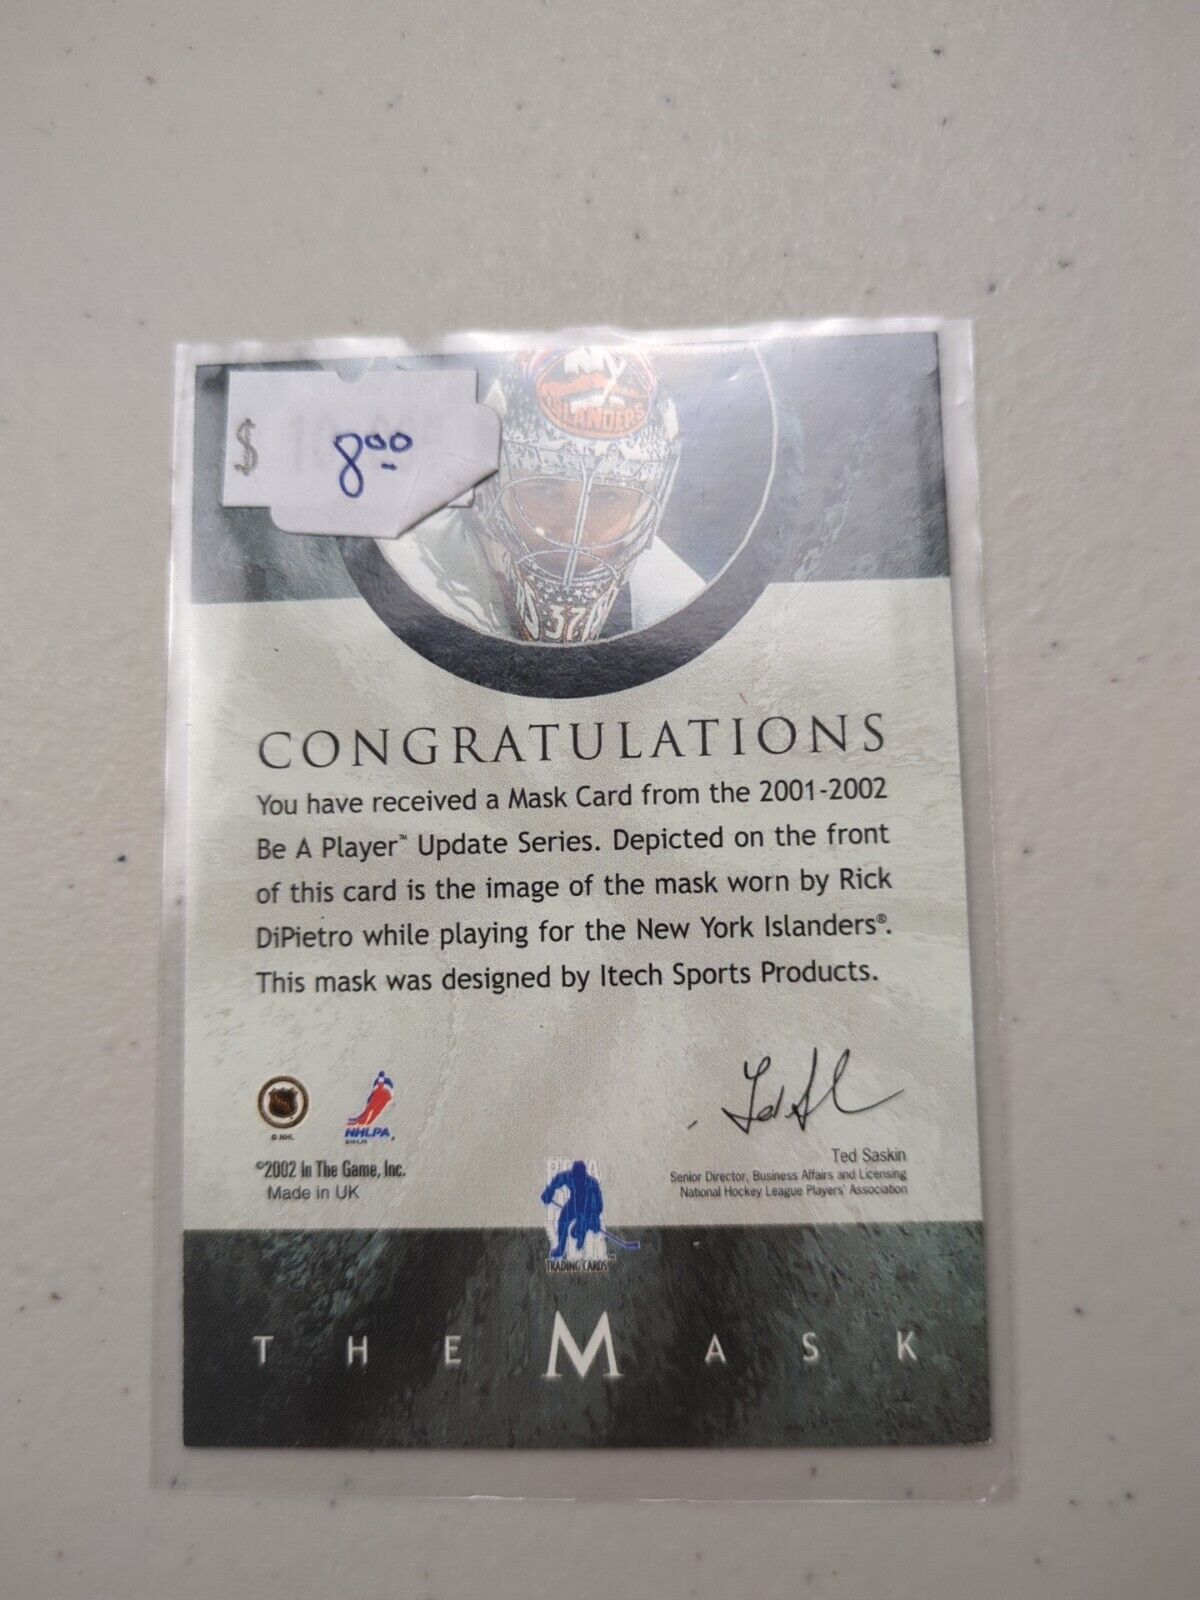 NY
ISLANDERS
$ 8.00
37
CONGRATULATIONS
You have received a Mask Card from the 2001-2002
Be A Player™ Update Series. Depicted on the front
of this card is the image of the mask worn by Rick
DiPietro while playing for the New York Islanders®.
This mask was designed by Itech Sports Products.
NHL
© NHL
NHLPA
Ted Saskin
Senior Director, Business Affairs and Licensing
National Hockey League Players' Association
©2002 In The Game, Inc.
Made in UK
TRADING CARDS
THE MASK